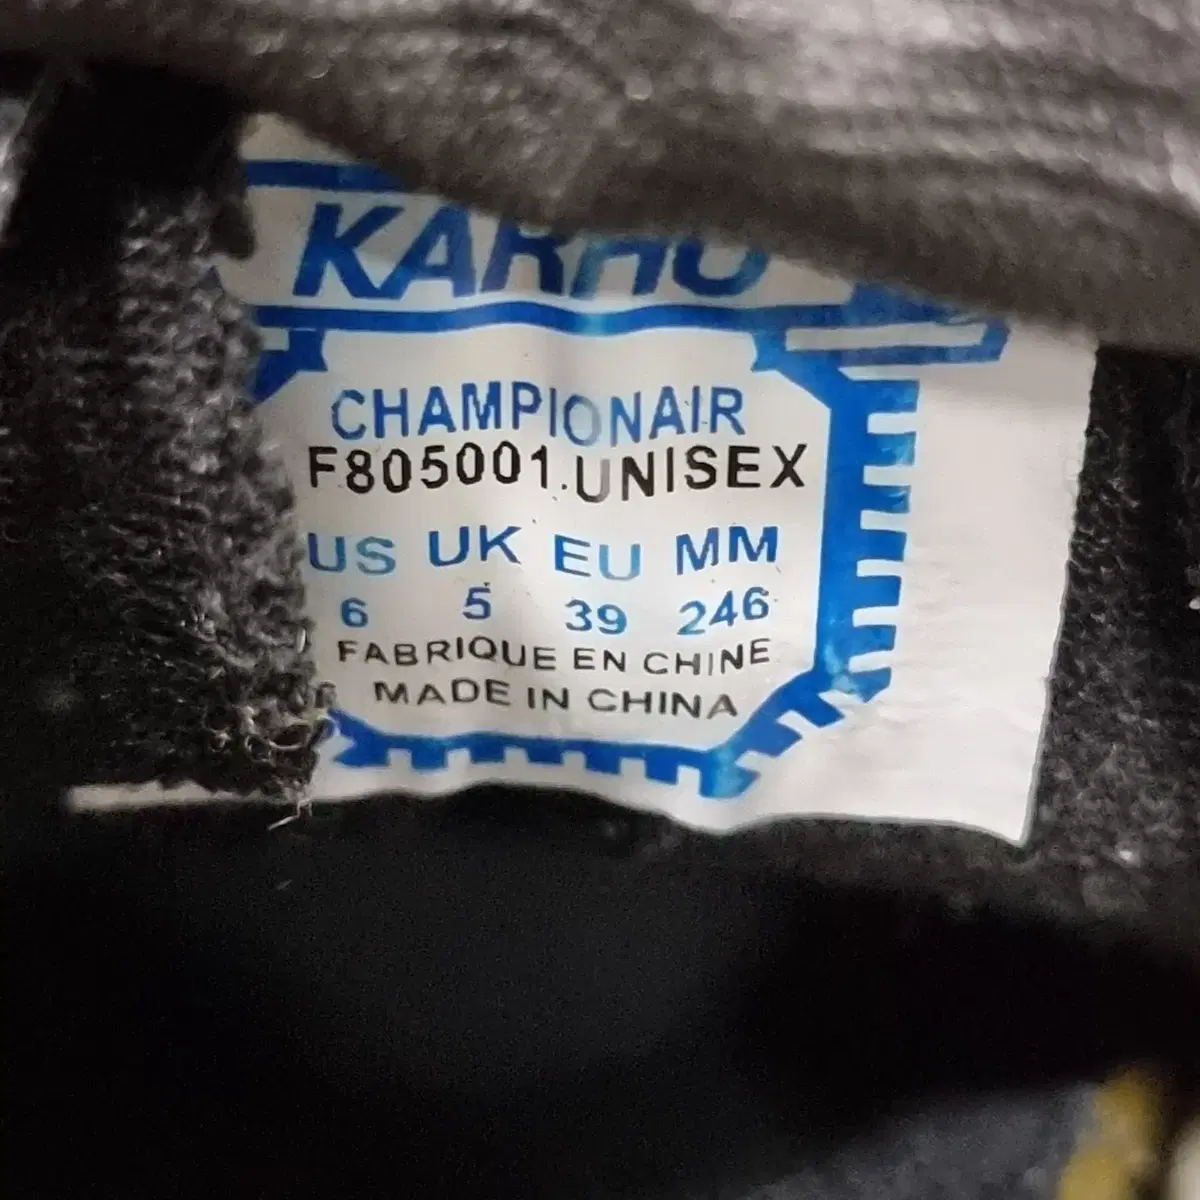 KARHU
CHAMPIONAIR
F805001.UNISEX
US UK EU MM
6 5 39 246
FABRIQUE EN CHINE
MADE IN CHINA